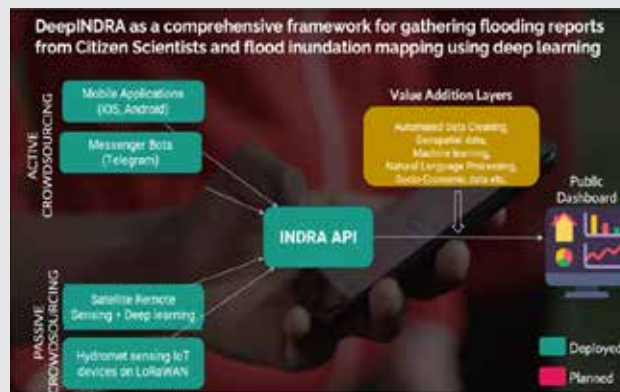 DeepINDRA as a comprehensive framework for gathering flooding reports
from Citizen Scientists and flood inundation mapping using deep learning
ACTIVE
CROWDSOURCING
Mobile Applications
(iOS, Android)
Messenger Bots
(Telegram)
Value Addition Layers
Automated Data Cleaning,
Geospatial data,
Machine learning,
Natural Language Processing,
Socio-Economic data etc.
INDRA API
Public
Dashboard
PASSIVE
CROWDSOURCING
Satellite Remote
Sensing + Deep learning
Hydromet sensing IoT
devices on LoRaWAN
Deployed
Planned